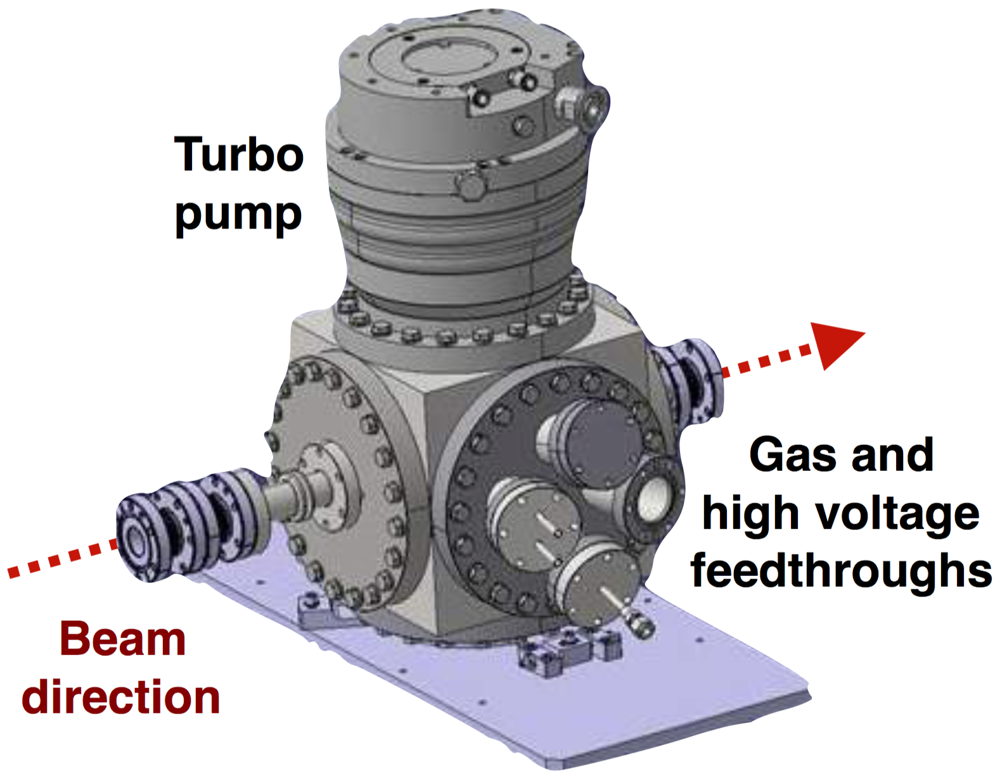 Turbo
pump
Gas and
high voltage
feedthroughs
Beam
direction